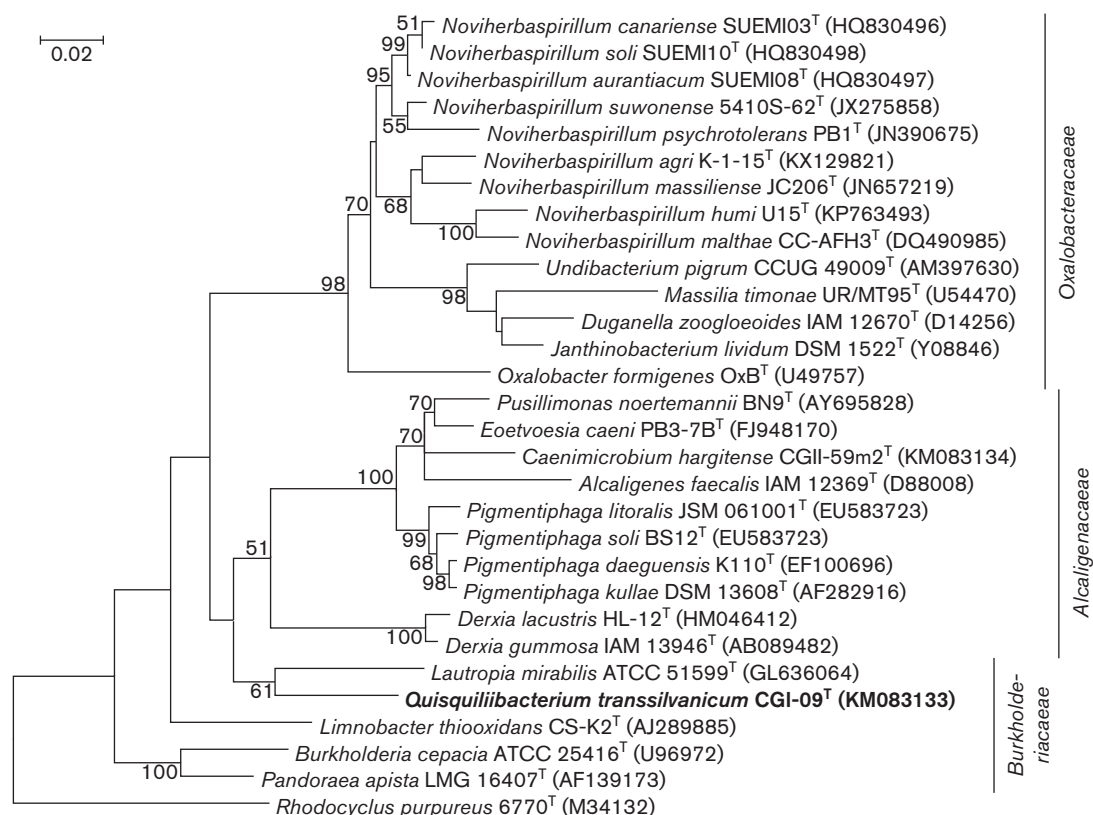 0.02
51 Noviherbaspirillum canariense SUEMI03T (HQ830496)
99 Noviherbaspirillum soli SUEMI10T (HQ830498)
95 Noviherbaspirillum aurantiacum SUEMI08T (HQ830497)
Noviherbaspirillum suwonense 5410S-62T (JX275858)
55 Noviherbaspirillum psychrotolerans PB1T (JN390675)
Noviherbaspirillum agri K-1-15T (KX129821)
Noviherbaspirillum massiliense JC206T (JN657219)
70 68 Noviherbaspirillum humi U15T (KP763493)
100 Noviherbaspirillum malthae CC-AFH3T (DQ490985)
Undibacterium pigrum CCUG 49009T (AM397630)
98 98 Massilia timonae UR/MT95T (U54470)
Duganella zoogloeoides IAM 12670T (D14256)
Janthinobacterium lividum DSM 1522T (Y08846)
Oxalobacter formigenes OxBT (U49757)
Oxalobacteracaeae
70 Pusillimonas noertemannii BN9T (AY695828)
70 Eoetvoesia caeni PB3-7BT (FJ948170)
Caenimicrobium hargitense CGII-59m2T (KM083134)
100 Alcaligenes faecalis IAM 12369T (D88008)
Pigmentiphaga litoralis JSM 061001T (EU583723)
99 Pigmentiphaga soli BS12T (EU583723)
51 68 Pigmentiphaga daeguensis K110T (EF100696)
98 Pigmentiphaga kullae DSM 13608T (AF282916)
Derxia lacustris HL-12T (HM046412)
100 Derxia gummosa IAM 13946T (AB089482)
Alcaligenacaeae
Lautropia mirabilis ATCC 51599T (GL636064)
61 Quisquiliibacterium transsilvanicum CGI-09T (KM083133)
Limnobacter thiooxidans CS-K2T (AJ289885)
Burkholderia cepacia ATCC 25416T (U96972)
100 Pandoraea apista LMG 16407T (AF139173)
Burkholde-
riacaeae
Rhodocyclus purpureus 6770T (M34132)